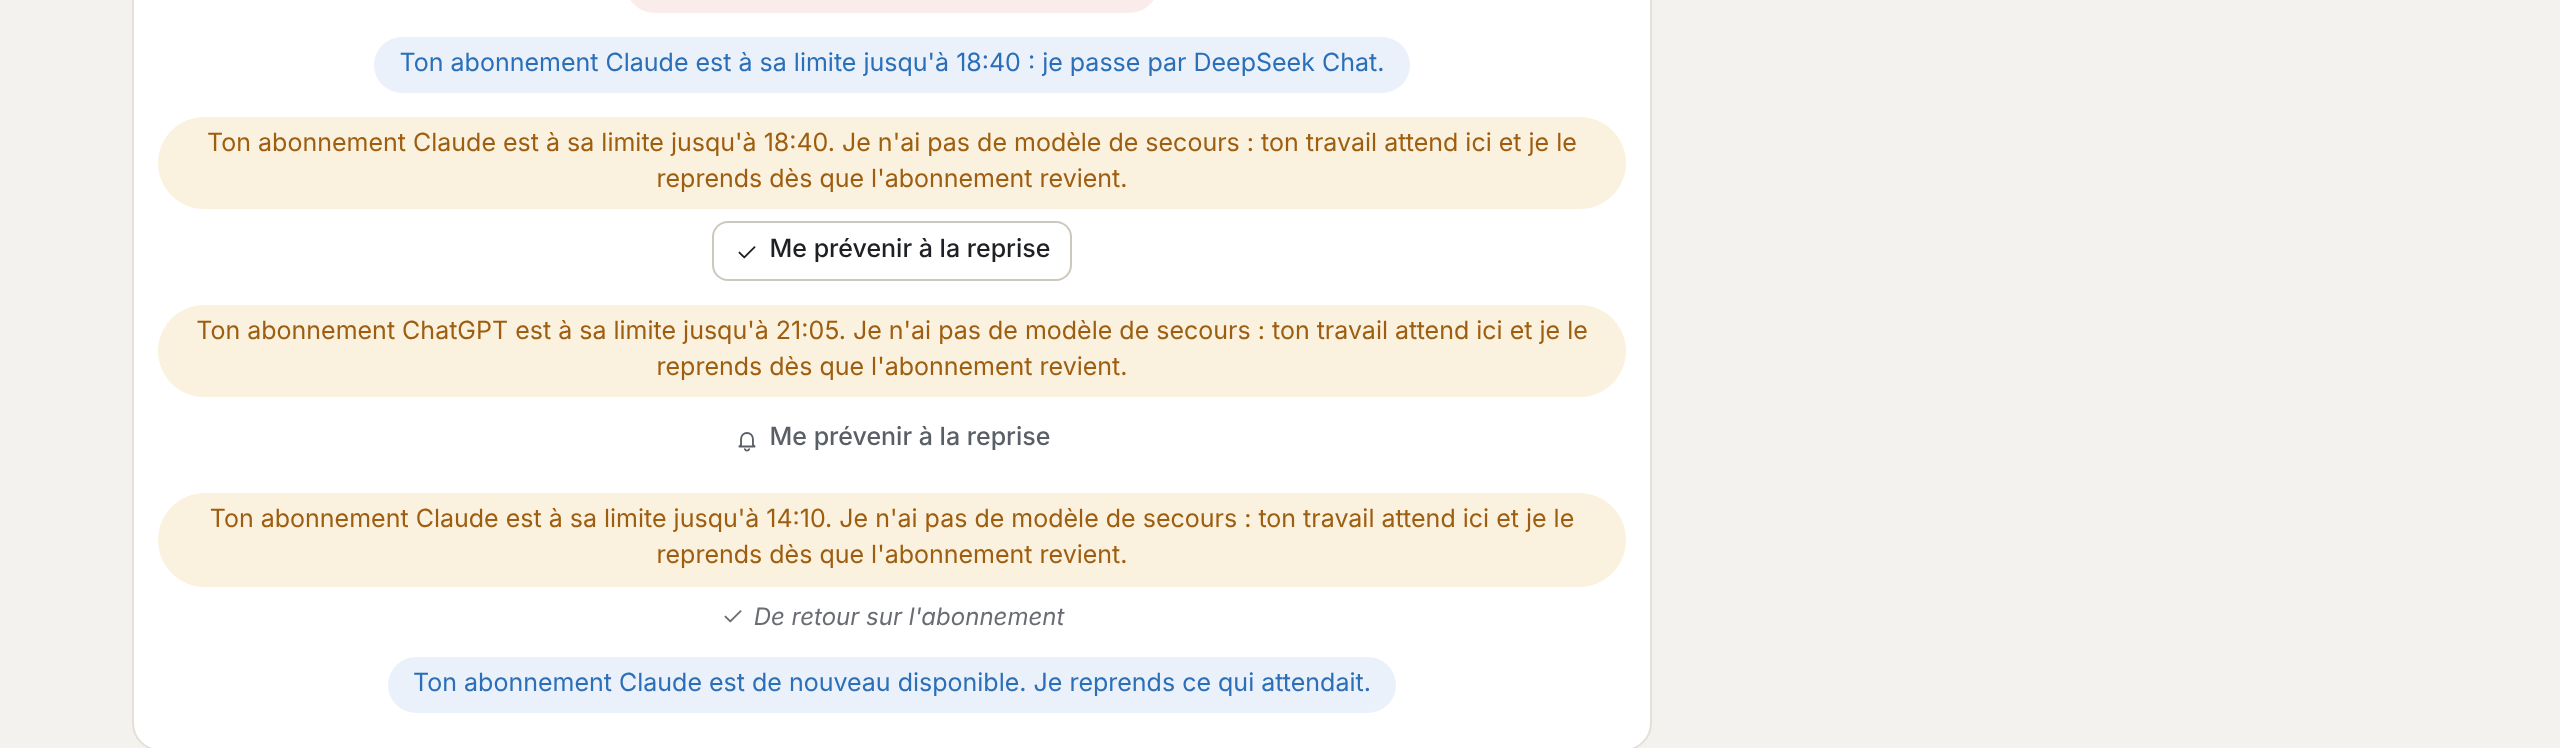 Ton abonnement Claude est à sa limite jusqu'à 18:40 : je passe par DeepSeek Chat.
Ton abonnement Claude est à sa limite jusqu'à 18:40. Je n'ai pas de modèle de secours : ton travail attend ici et je le
reprends dès que l'abonnement revient.
Me prévenir à la reprise
Ton abonnement ChatGPT est à sa limite jusqu'à 21:05. Je n'ai pas de modèle de secours : ton travail attend ici et je le
reprends dès que l'abonnement revient.
Me prévenir à la reprise
Ton abonnement Claude est à sa limite jusqu'à 14:10. Je n'ai pas de modèle de secours : ton travail attend ici et je le
reprends dès que l'abonnement revient.
De retour sur l'abonnement
Ton abonnement Claude est de nouveau disponible. Je reprends ce qui attendait.